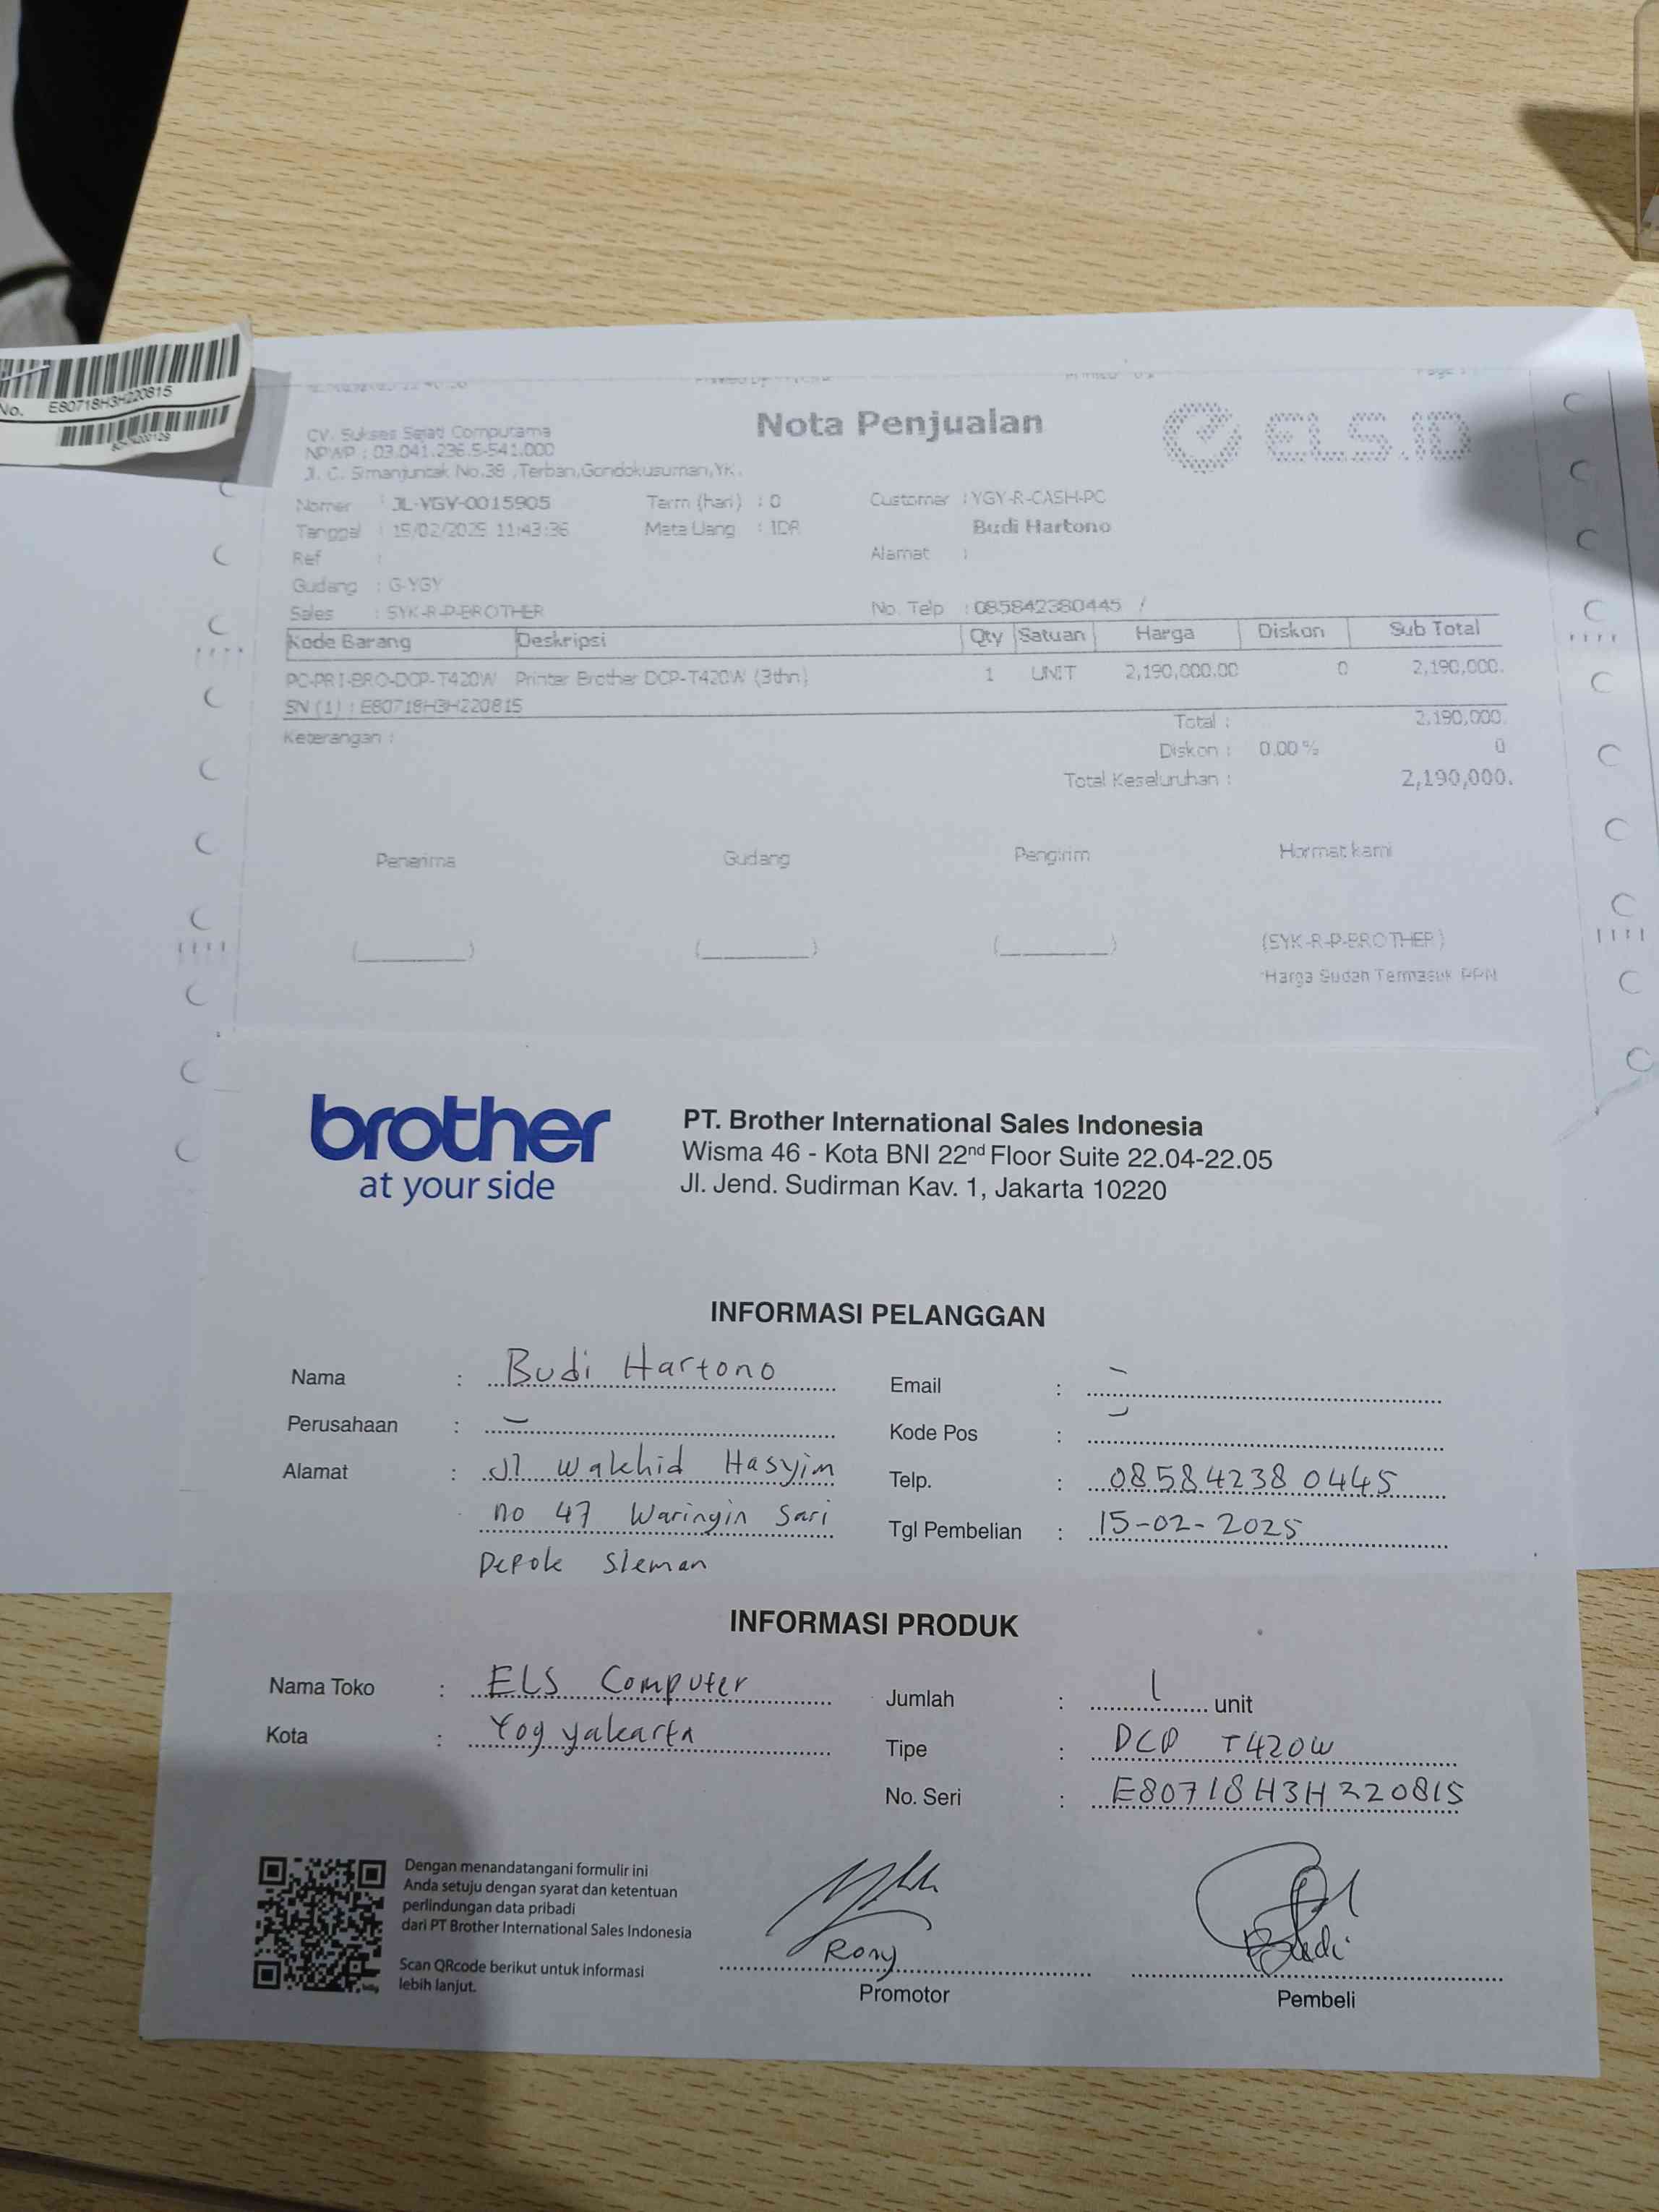 No. E80718H3H220815
Nota Penjualan
ELS.ID
CV. Sukses Sejati Computama
NPWP : 03.041.236.5-541.000
Jl. C. Simanjuntak No.38 ,Terban,Gondokusuman,YK.
Nomer : JL-YGY-0015905 Term (hari) : 0 Customer : YGY-R-CASH-PC
Tanggal : 15/02/2025 11:43:36 Mata Uang : IDR Budi Hartono
Ref : Alamat :
Gudang : G-YGY
Sales : SYK-R-P-BROTHER No. Telp : 085842380445 /
Kode Barang Deskripsi Qty Satuan Harga Diskon Sub Total
PC-PRI-BRO-DCP-T420W Printer Brother DCP-T420W (3thn) 1 UNIT 2,190,000.00 0 2,190,000.
SN (1) : E80718H3H220815
Keterangan : Total : 2,190,000.
Diskon : 0.00 % 0
Total Keseluruhan : 2,190,000.
Penerima Gudang Pengirim Hormat kami
(SYK-R-P-BROTHER)
*Harga Sudah Termasuk PPN
brother
at your side
PT. Brother International Sales Indonesia
Wisma 46 - Kota BNI 22nd Floor Suite 22.04-22.05
Jl. Jend. Sudirman Kav. 1, Jakarta 10220
INFORMASI PELANGGAN
Nama : Budi Hartono Email : -
Perusahaan : - Kode Pos : -
Alamat : Jl Wakhid Hasyim Telp. : 085842380445
no 47 Waringin Sari Tgl Pembelian : 15-02-2025
Depok Sleman
INFORMASI PRODUK
Nama Toko : ELS Computer Jumlah : 1 unit
Kota : Yogyakarta Tipe : DCP T420W
No. Seri : E80718H3H220815
Dengan menandatangani formulir ini
Anda setuju dengan syarat dan ketentuan
perlindungan data pribadi
dari PT Brother International Sales Indonesia
Scan QRcode berikut untuk informasi
lebih lanjut.
Rony
Promotor
Budi
Pembeli